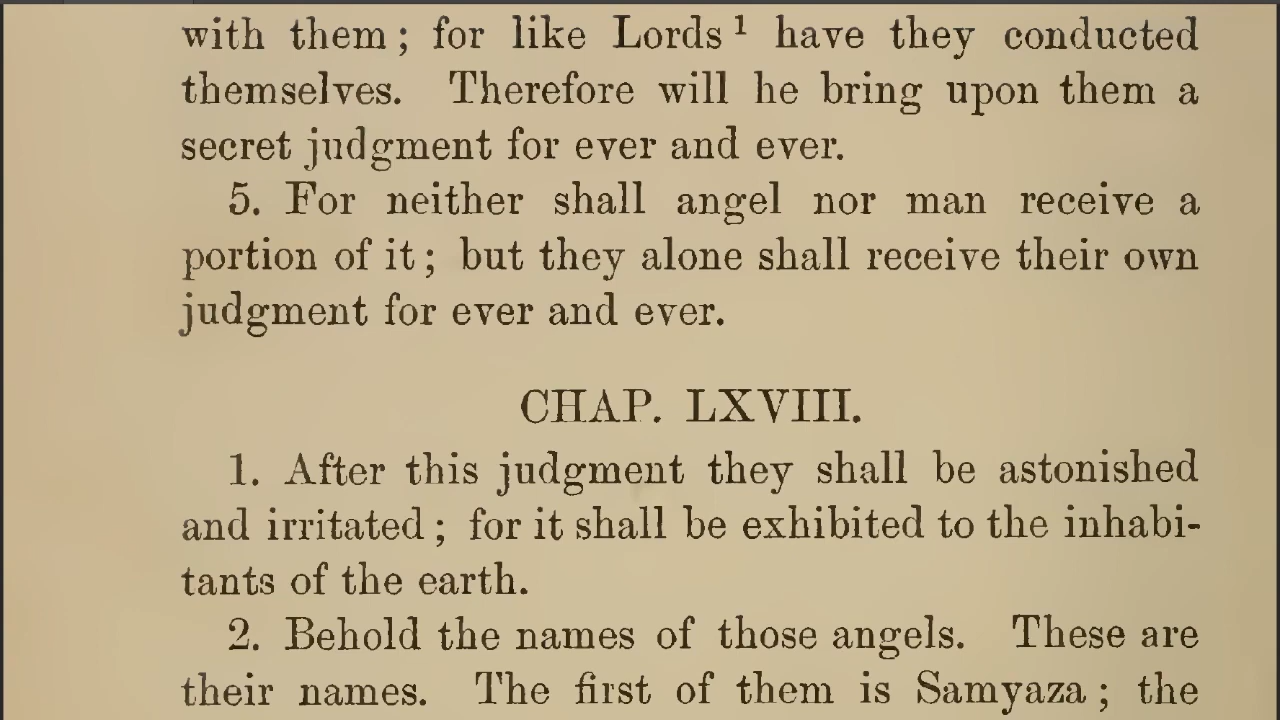 with them; for like Lords¹ have they conducted
themselves. Therefore will he bring upon them a
secret judgment for ever and ever.
5. For neither shall angel nor man receive a
portion of it; but they alone shall receive their own
judgment for ever and ever.
CHAP. LXVIII.
1. After this judgment they shall be astonished
and irritated; for it shall be exhibited to the inhabi-
tants of the earth.
2. Behold the names of those angels. These are
their names. The first of them is Samyaza; the